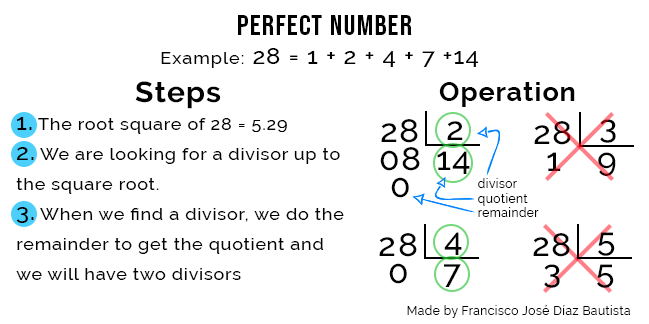 PERFECT NUMBER
Example: 28 = 1 + 2 + 4 + 7 +14
Steps
1. The root square of 28 = 5.29
2. We are looking for a divisor up to
the square root.
3. When we find a divisor, we do the
remainder to get the quotient and
we will have two divisors
Operation
28 2
08 14
0
28 3
1 9
divisor
quotient
remainder
28 4
0 7
28 5
3 5
Made by Francisco José Díaz Bautista